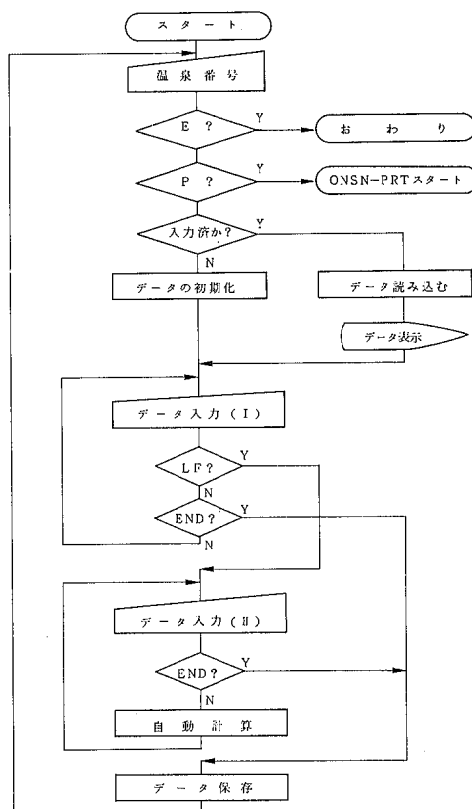 スタート
温泉番号
E?
Y
おわり
P?
Y
ONSN-PRTスタート
入力済か?
Y
N
データの初期化
データ読み込む
データ表示
データ入力(I)
LF?
Y
N
END?
Y
N
データ入力(II)
END?
Y
N
自動計算
データ保存